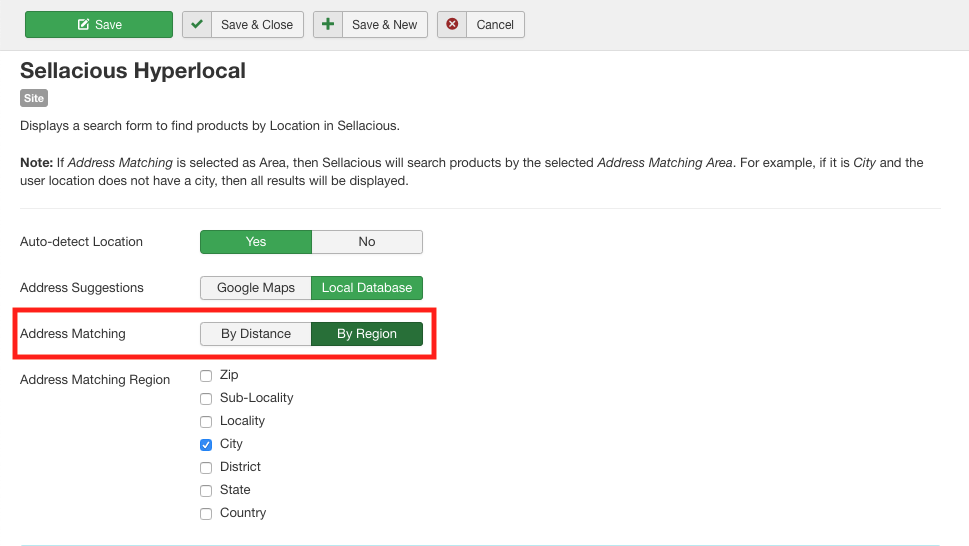 Save
Save & Close
Save & New
Cancel
Sellacious Hyperlocal
Site
Displays a search form to find products by Location in Sellacious.
Note: If Address Matching is selected as Area, then Sellacious will search products by the selected Address Matching Area. For example, if it is City and the
user location does not have a city, then all results will be displayed.
Auto-detect Location Yes No
Address Suggestions Google Maps Local Database
Address Matching By Distance By Region
Address Matching Region Zip
Sub-Locality
Locality
City
District
State
Country